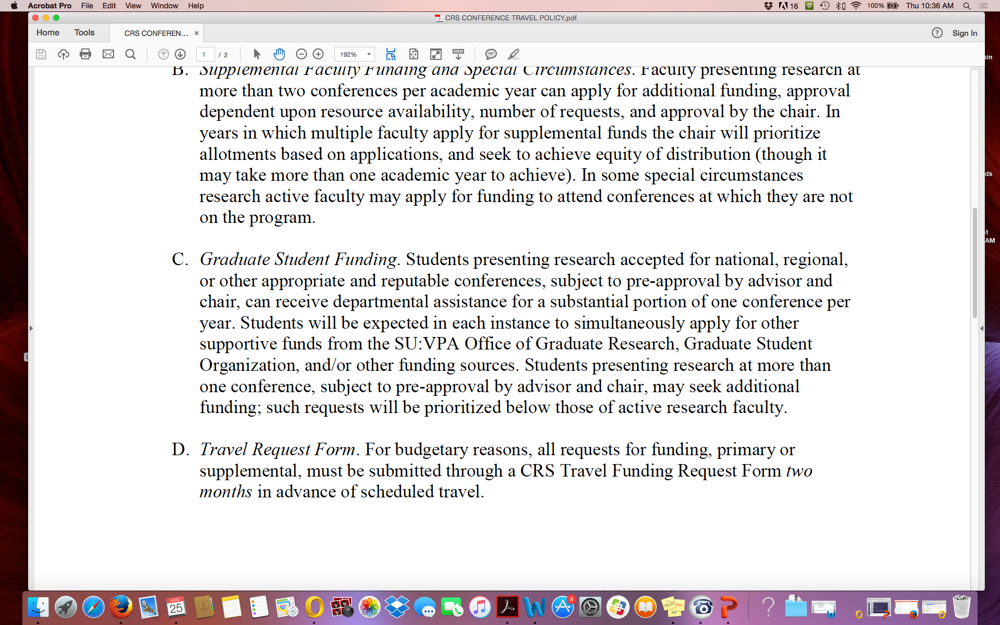 Acrobat Pro File Edit View Window Help 16 100% Thu 10:36 AM
CRS CONFERENCE TRAVEL POLICY.pdf
Home Tools CRS CONFEREN... × ? Sign In
1 / 2 192%
B. Supplemental Faculty Funding and Special Circumstances. Faculty presenting research at
more than two conferences per academic year can apply for additional funding, approval
dependent upon resource availability, number of requests, and approval by the chair. In
years in which multiple faculty apply for supplemental funds the chair will prioritize
allotments based on applications, and seek to achieve equity of distribution (though it
may take more than one academic year to achieve). In some special circumstances
research active faculty may apply for funding to attend conferences at which they are not
on the program.
C. Graduate Student Funding. Students presenting research accepted for national, regional,
or other appropriate and reputable conferences, subject to pre-approval by advisor and
chair, can receive departmental assistance for a substantial portion of one conference per
year. Students will be expected in each instance to simultaneously apply for other
supportive funds from the SU:VPA Office of Graduate Research, Graduate Student
Organization, and/or other funding sources. Students presenting research at more than
one conference, subject to pre-approval by advisor and chair, may seek additional
funding; such requests will be prioritized below those of active research faculty.
D. Travel Request Form. For budgetary reasons, all requests for funding, primary or
supplemental, must be submitted through a CRS Travel Funding Request Form two
months in advance of scheduled travel.
AM
AUG
25
3